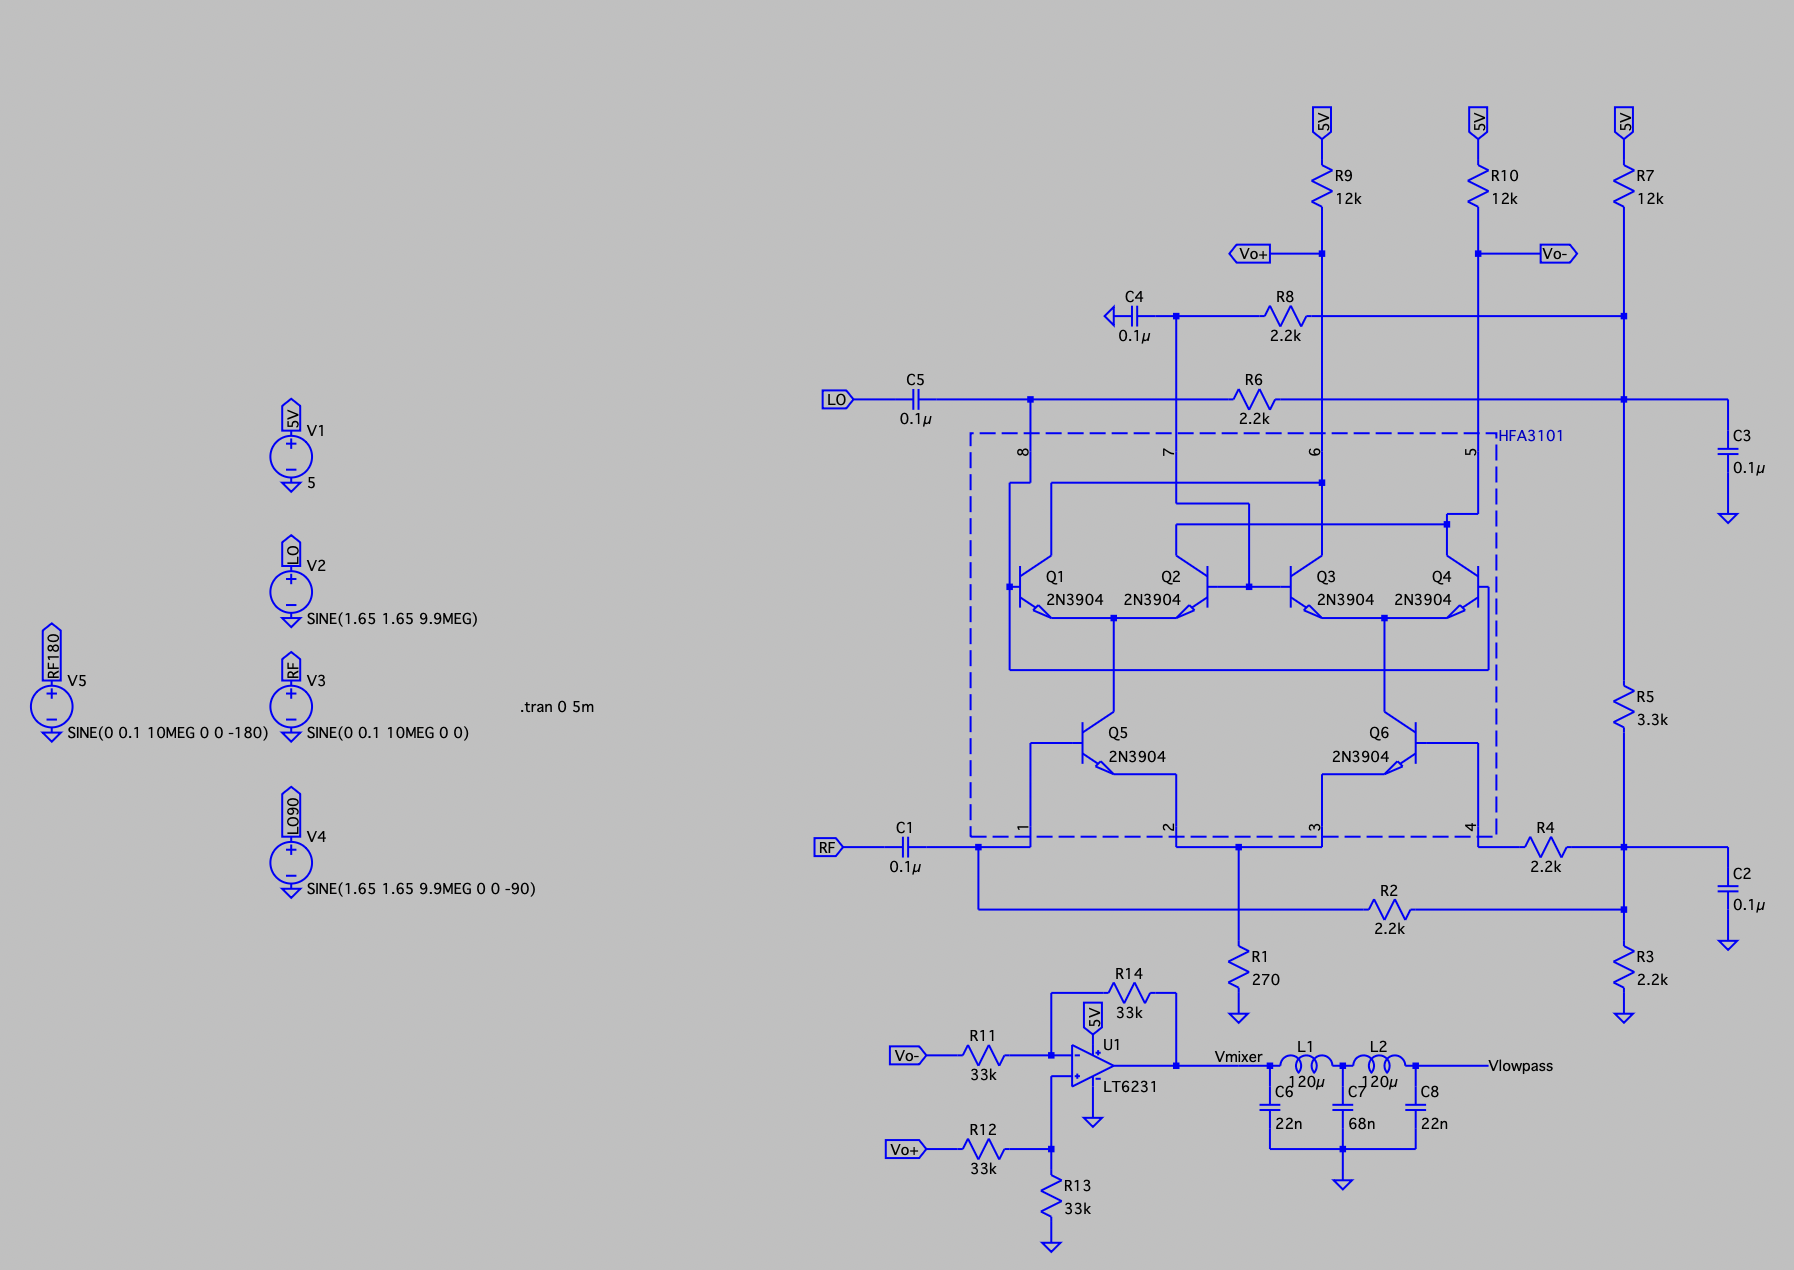 5V
5V
5V
R9
12k
R10
12k
R7
12k
Vo+
Vo-
C4
0.1µ
R8
2.2k
LO
C5
0.1µ
R6
2.2k
HFA3101
8
7
6
5
C3
0.1µ
5V
V1
5
LO
V2
SINE(1.65 1.65 9.9MEG)
Q1
2N3904
Q2
2N3904
Q3
2N3904
Q4
2N3904
RF180
V5
SINE(0 0.1 10MEG 0 0 -180)
RF
V3
SINE(0 0.1 10MEG 0 0)
.tran 0 5m
R5
3.3k
Q5
2N3904
Q6
2N3904
LO90
V4
SINE(1.65 1.65 9.9MEG 0 0 -90)
1
2
3
4
RF
C1
0.1µ
R4
2.2k
C2
0.1µ
R2
2.2k
R1
270
R3
2.2k
R14
33k
5V
Vo-
R11
33k
U1
LT6231
Vmixer
L1
120µ
L2
120µ
Vlowpass
C6
22n
C7
68n
C8
22n
Vo+
R12
33k
R13
33k